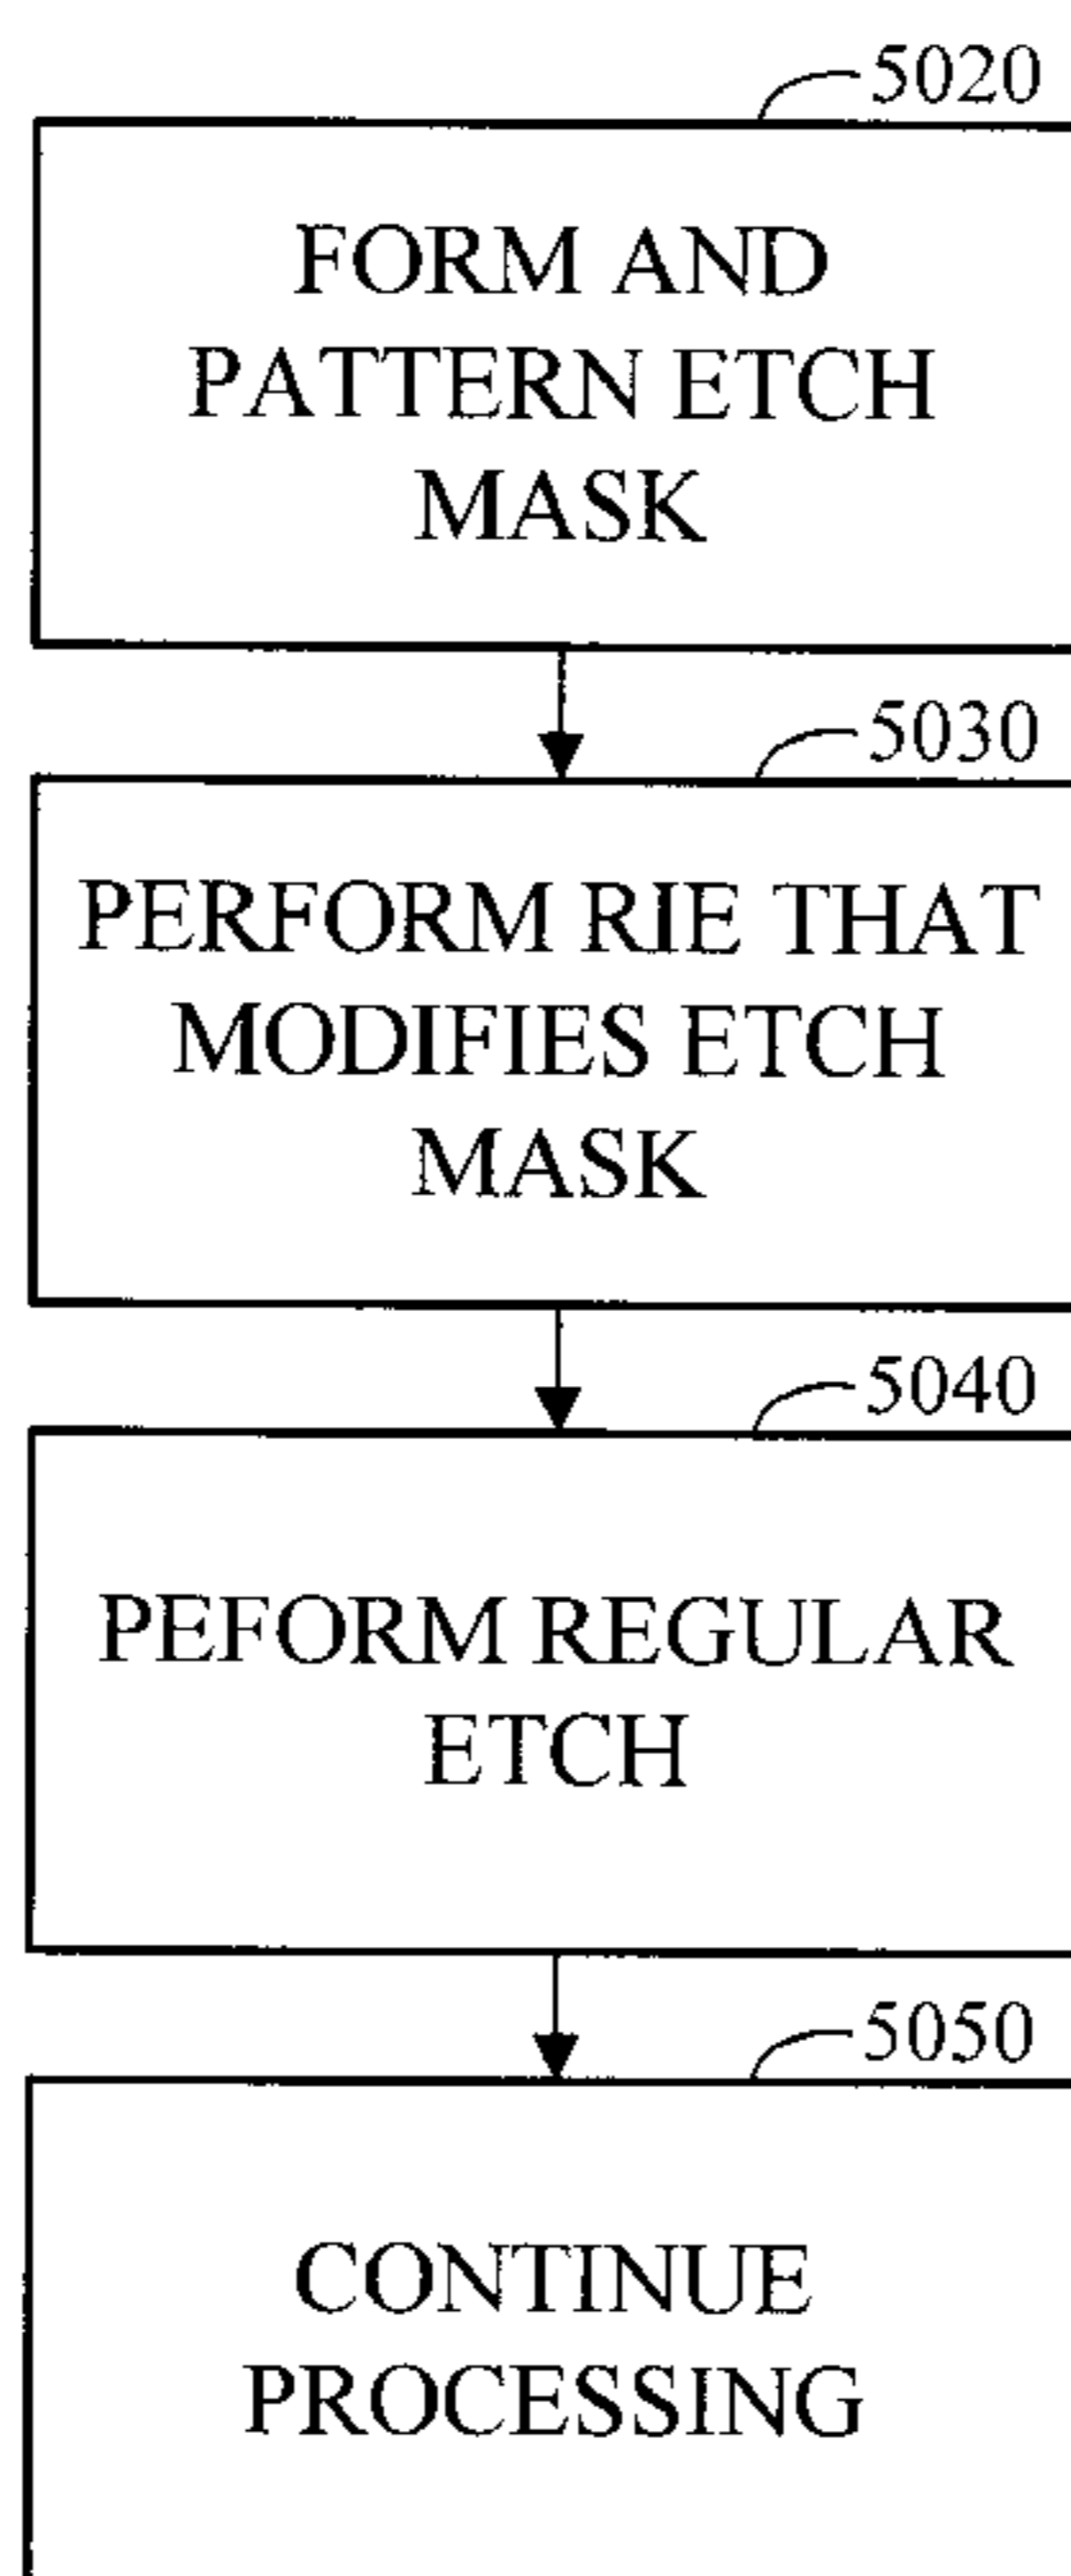 5020
FORM AND
PATTERN ETCH
MASK
5030
PERFORM RIE THAT
MODIFIES ETCH
MASK
5040
PEFORM REGULAR
ETCH
5050
CONTINUE
PROCESSING